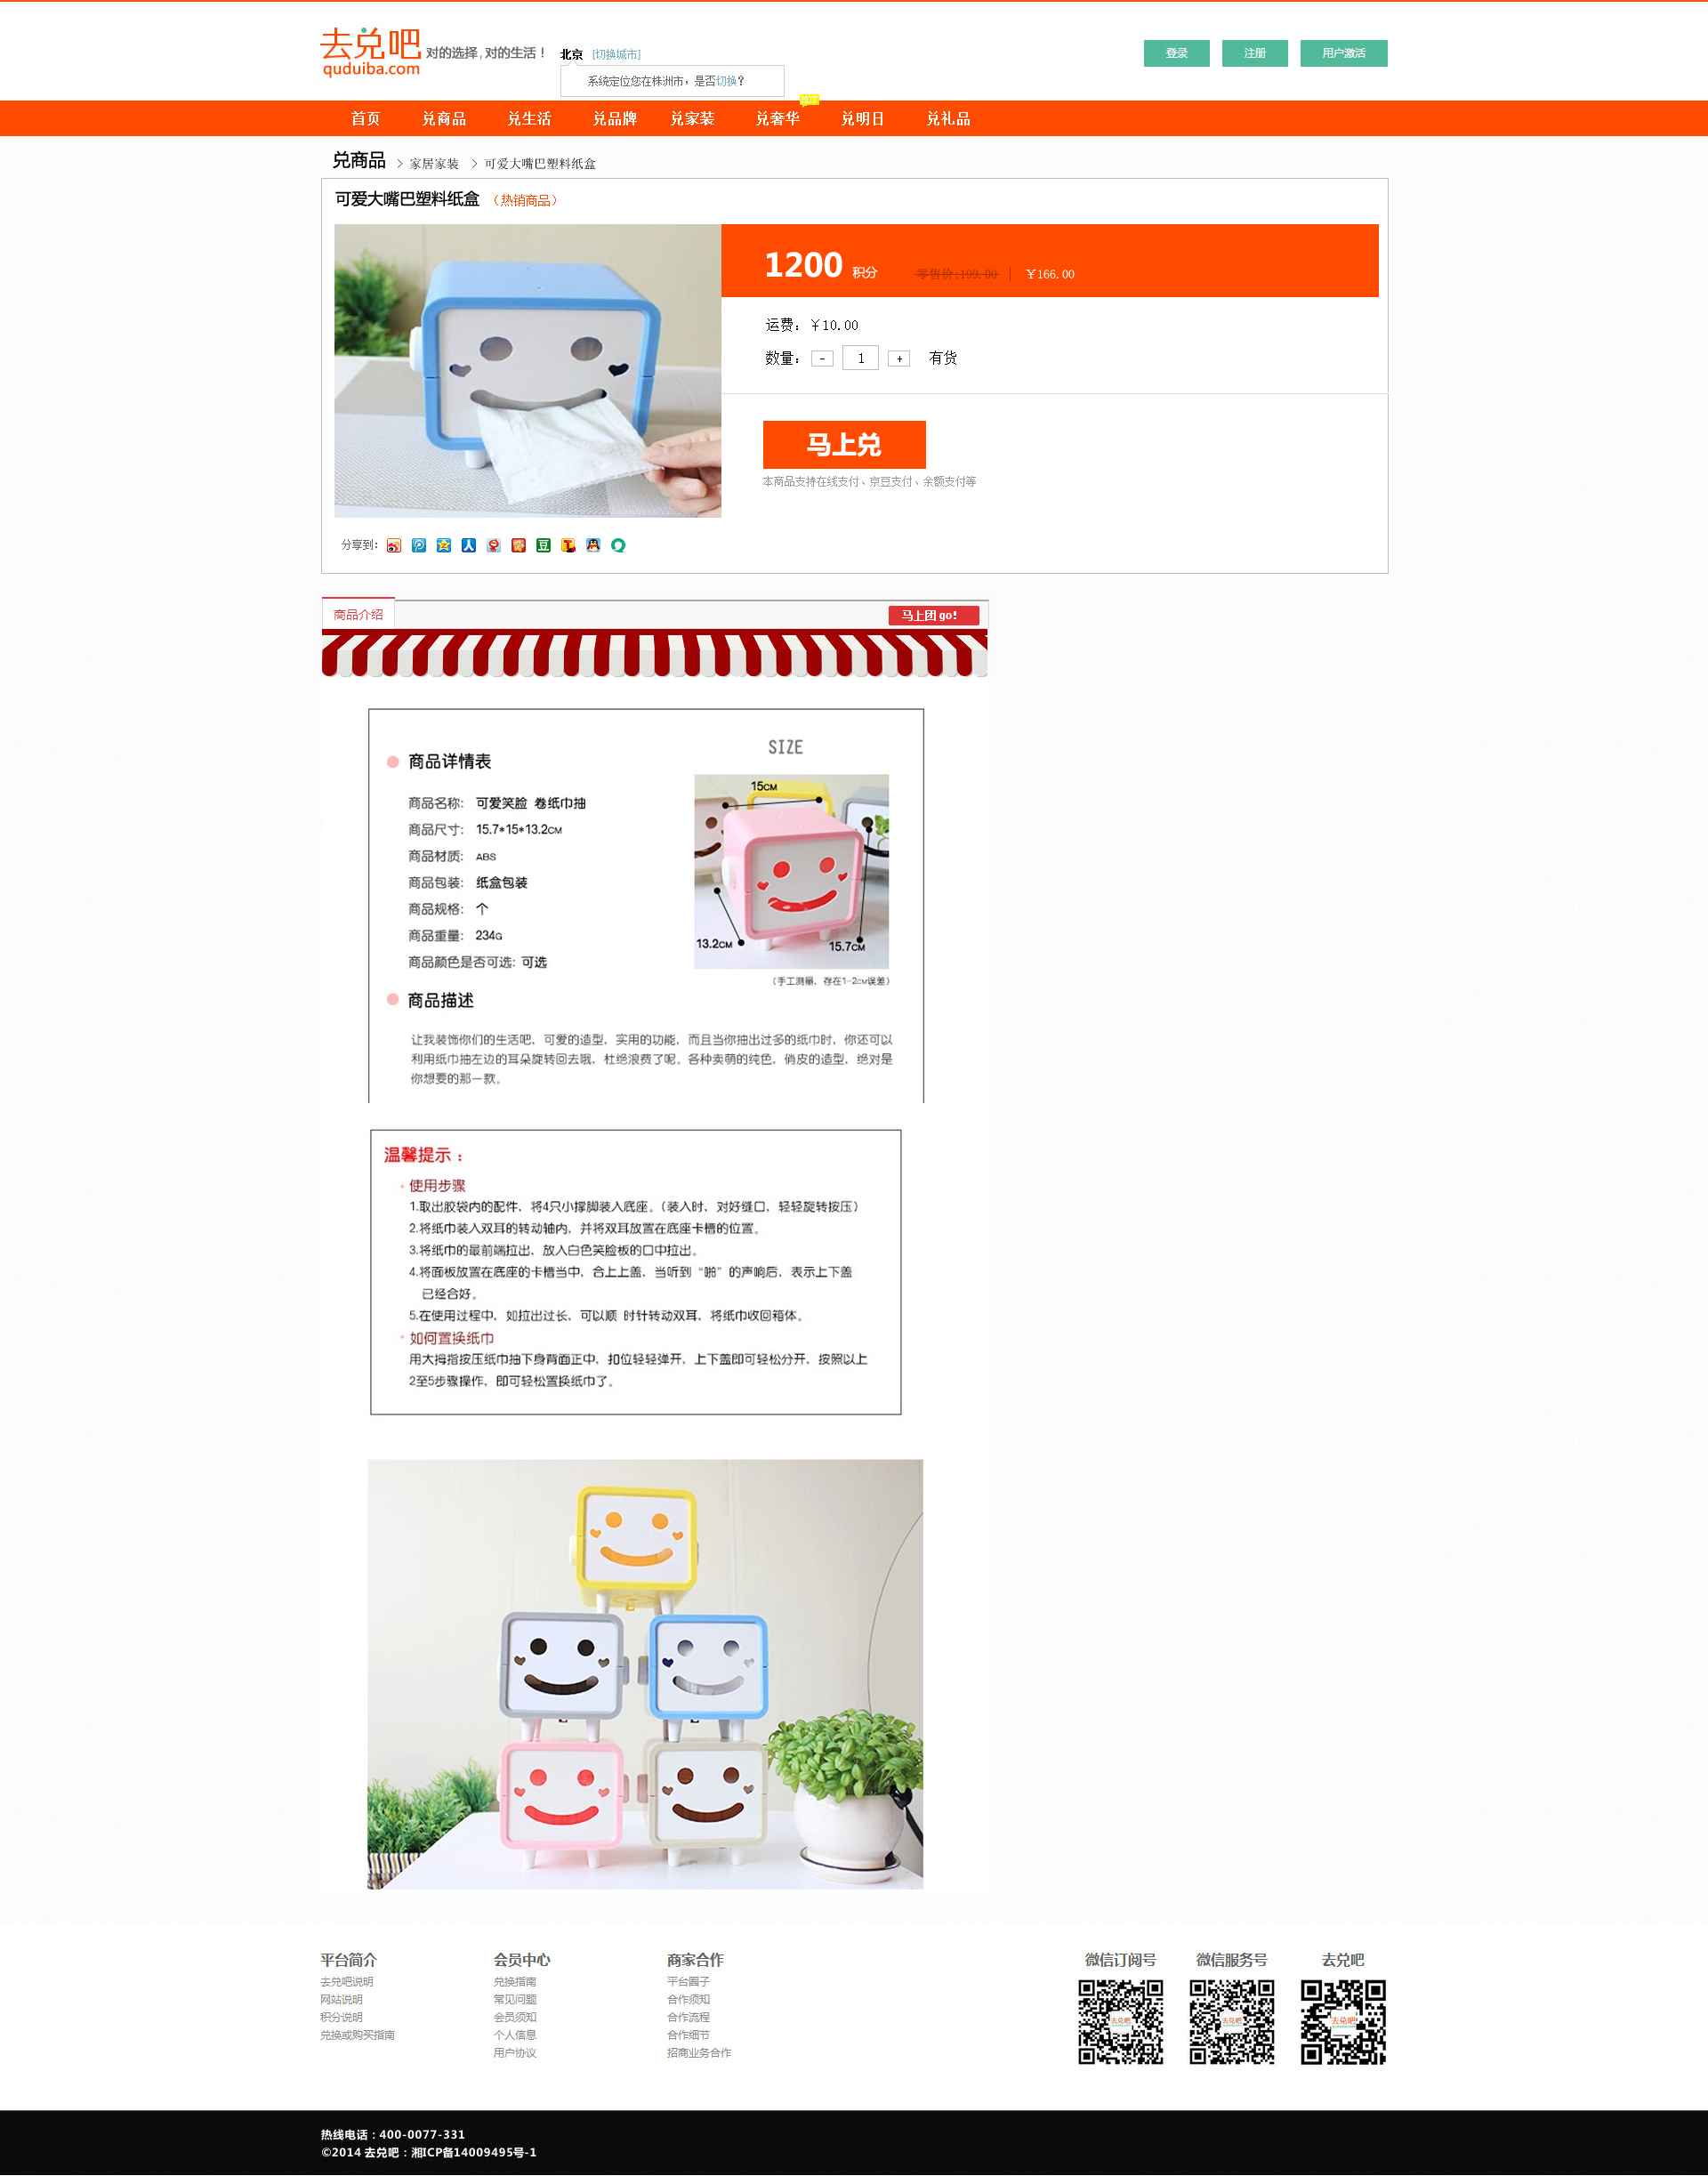 去兑吧
quduiba.com
对的选择，对的生活！
北京 [切换城市]
系统定位您在株洲市，是否切换？
登录 注册 用户激活
HOT
首页 兑商品 兑生活 兑品牌 兑家装 兑奢华 兑明日 兑礼品
兑商品 > 家居家装 > 可爱大嘴巴塑料纸盒
可爱大嘴巴塑料纸盒 （热销商品）
1200 积分 零售价:199.00 | ￥166.00
运费：￥10.00
数量： - 1 + 有货
马上兑
本商品支持在线支付、京豆支付、余额支付等
分享到：
商品介绍
马上团 go!
SIZE
商品详情表
商品名称: 可爱笑脸 卷纸巾抽
商品尺寸: 15.7*15*13.2CM
商品材质: ABS
商品包装: 纸盒包装
商品规格: 个
商品重量: 234G
商品颜色是否可选: 可选
15CM
13.2CM
15.7CM
（手工测量，存在1-2CM误差）
商品描述
让我装饰你们的生活吧，可爱的造型，实用的功能，而且当你抽出过多的纸巾时，你还可以
利用纸巾抽左边的耳朵旋转回去哦，杜绝浪费了呢。各种卖萌的纯色，俏皮的造型，绝对是
你想要的那一款。
温馨提示：
使用步骤
1.取出胶袋内的配件，将4只小撑脚装入底座。（装入时，对好缝口，轻轻旋转按压）
2.将纸巾装入双耳的转动轴内，并将双耳放置在底座卡槽的位置。
3.将纸巾的最前端拉出，放入白色笑脸板的口中拉出。
4.将面板放置在底座的卡槽当中，合上上盖，当听到“啪”的声响后，表示上下盖
已经合好。
5.在使用过程中，如拉出过长，可以顺 时针转动双耳，将纸巾收回箱体。
如何置换纸巾
用大拇指按压纸巾抽下身背面正中，扣位轻轻弹开，上下盖即可轻松分开，按照以上
2至5步骤操作，即可轻松置换纸巾了。
平台简介
去兑吧说明
网站说明
积分说明
兑换或购买指南
会员中心
兑换指南
常见问题
会员须知
个人信息
用户协议
商家合作
平台圈子
合作须知
合作流程
合作细节
招商业务合作
微信订阅号 微信服务号 去兑吧
去兑吧 去兑吧 去兑吧
热线电话：400-0077-331
©2014 去兑吧：湘ICP备14009495号-1